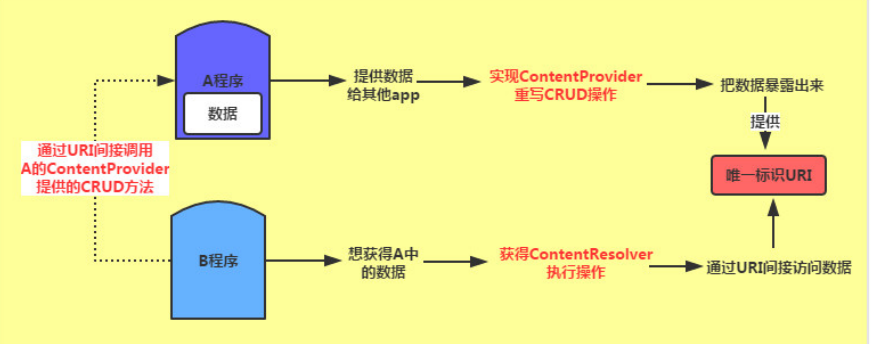 A程序
数据
提供数据
给其他app
实现ContentProvider
重写CRUD操作
把数据暴露出来
提供
唯一标识URI
通过URI间接调用
A的ContentProvider
提供的CRUD方法
B程序
想获得A中
的数据
获得ContentResolver
执行操作
通过URI间接访问数据